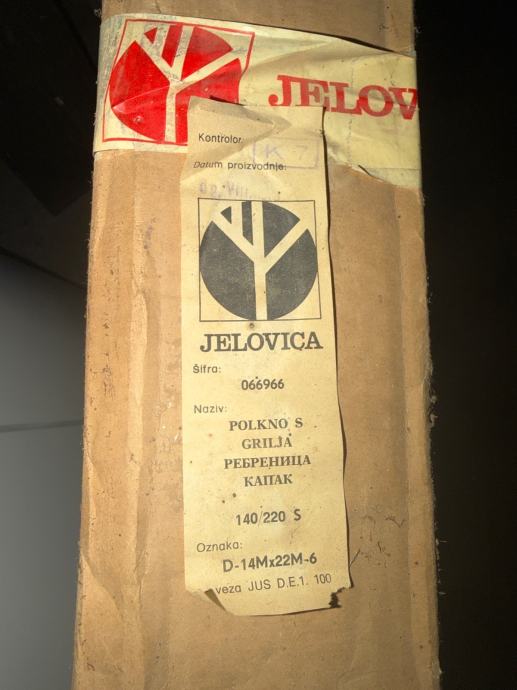 JELOV
Kontrolor:
K 7
Datum proizvodnje:
JELOVICA
Šifra:
066966
Naziv:
POLKNO S
GRILJA
РЕБРЕНИЦА
КАПАК
140/220 S
Oznaka:
D-14Mx22M-6
veza JUS D.E.1. 100